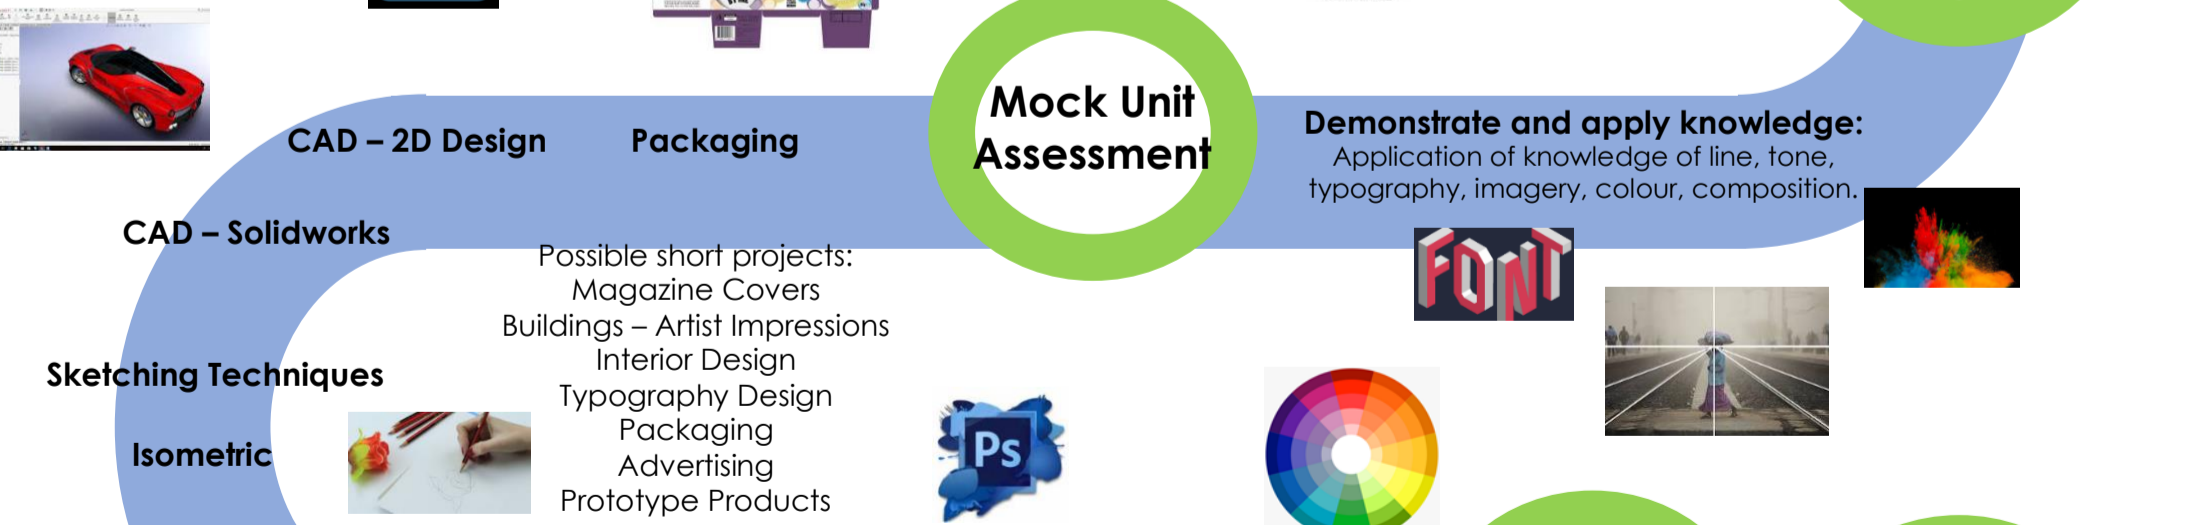 Mock Unit
Assessment
Demonstrate and apply knowledge:
Application of knowledge of line, tone,
typography, imagery, colour, composition.
CAD – 2D Design
Packaging
CAD – Solidworks
Possible short projects:
Magazine Covers
Buildings – Artist Impressions
Interior Design
Typography Design
Packaging
Advertising
Prototype Products
Sketching Techniques
Isometric
FONT
Ps